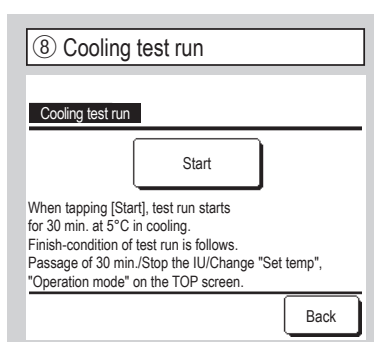 ⑧ Cooling test run
Cooling test run
Start
When tapping [Start], test run starts
for 30 min. at 5°C in cooling.
Finish-condition of test run is follows.
Passage of 30 min./Stop the IU/Change "Set temp",
"Operation mode" on the TOP screen.
Back